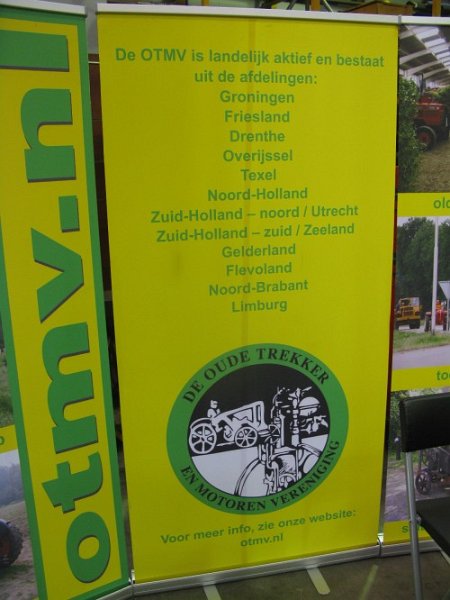 otmv.nl
De OTMV is landelijk aktief en bestaat
uit de afdelingen:
Groningen
Friesland
Drenthe
Overijssel
Texel
Noord-Holland
Zuid-Holland – noord / Utrecht
Zuid-Holland – zuid / Zeeland
Gelderland
Flevoland
Noord-Brabant
Limburg
DE OUDE TREKKER
EN MOTOREN VERENIGING
Voor meer info, zie onze website:
otmv.nl